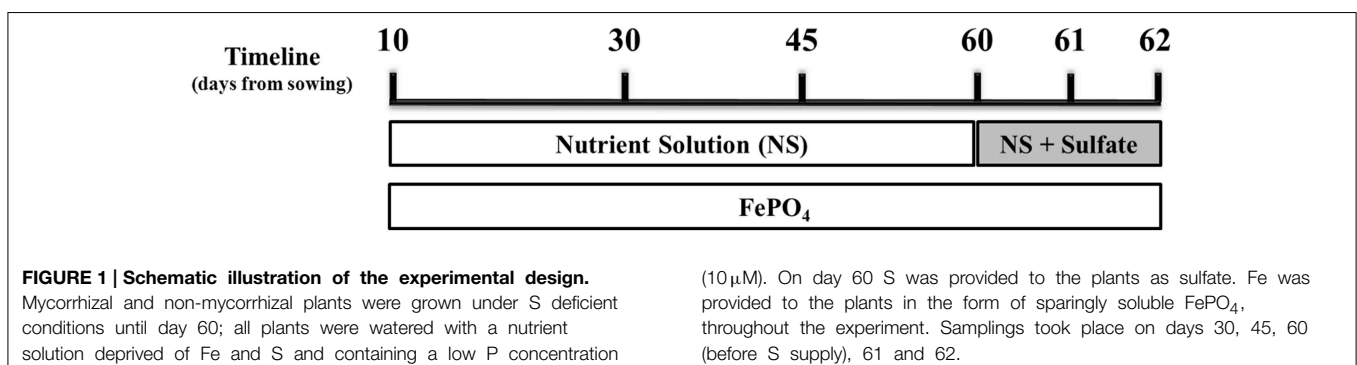 Timeline
(days from sowing)
10 30 45 60 61 62
Nutrient Solution (NS) NS + Sulfate
FePO₄
FIGURE 1 | Schematic illustration of the experimental design.
Mycorrhizal and non-mycorrhizal plants were grown under S deficient
conditions until day 60; all plants were watered with a nutrient
solution deprived of Fe and S and containing a low P concentration
(10 μM). On day 60 S was provided to the plants as sulfate. Fe was
provided to the plants in the form of sparingly soluble FePO₄,
throughout the experiment. Samplings took place on days 30, 45, 60
(before S supply), 61 and 62.